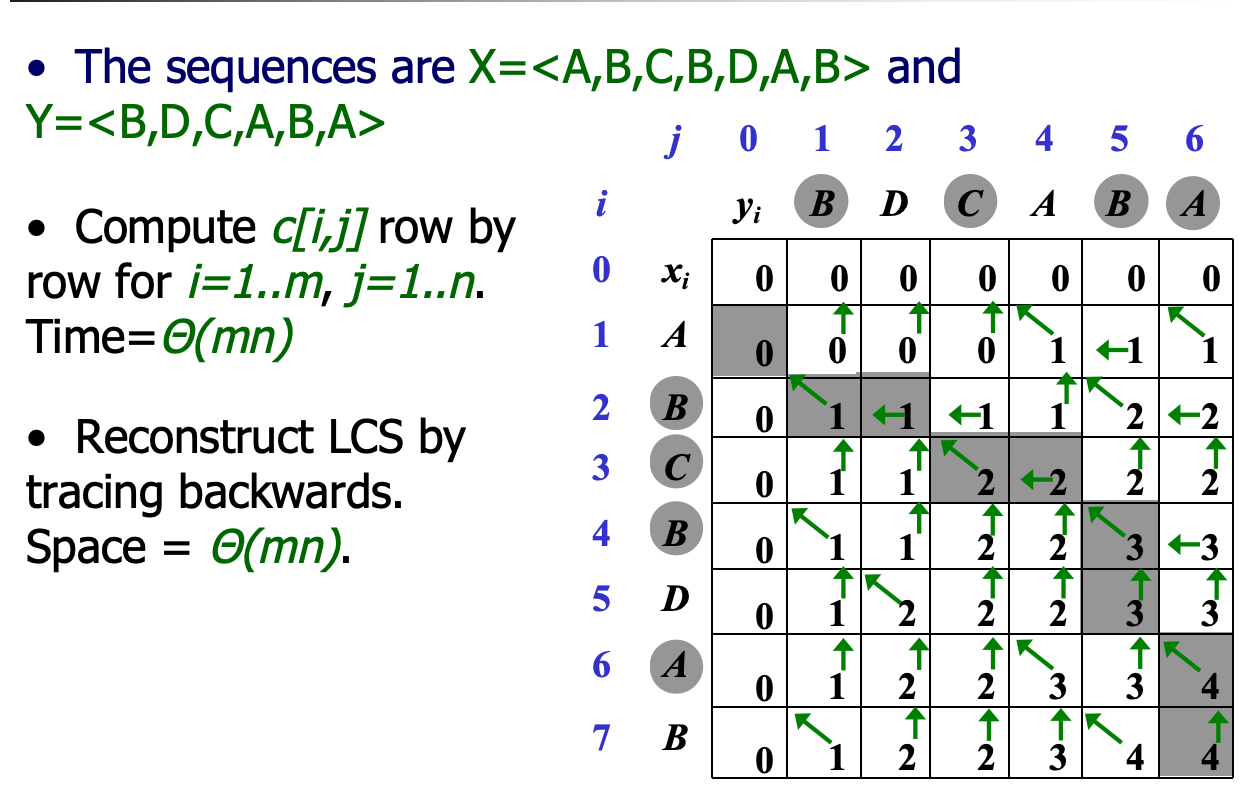 • The sequences are X=<A,B,C,B,D,A,B> and
Y=<B,D,C,A,B,A>
• Compute c[i,j] row by
row for i=1..m, j=1..n.
Time=Θ(mn)
• Reconstruct LCS by
tracing backwards.
Space = Θ(mn).
j 0 1 2 3 4 5 6
i yi B D C A B A
0 xi 0 0 0 0 0 0 0
1 A 0 ↑0 ↑0 ↑0 ↖1 ←1 ↖1
2 B 0 ↖1 ←1 ←1 ↑1 ↖2 ←2
3 C 0 ↑1 ↑1 ↖2 ←2 ↑2 ↑2
4 B 0 ↖1 ↑1 ↑2 ↑2 ↖3 ←3
5 D 0 ↑1 ↖2 ↑2 ↑2 ↑3 ↑3
6 A 0 ↑1 ↑2 ↑2 ↖3 ↑3 ↖4
7 B 0 ↖1 ↑2 ↑2 ↑3 ↖4 ↑4